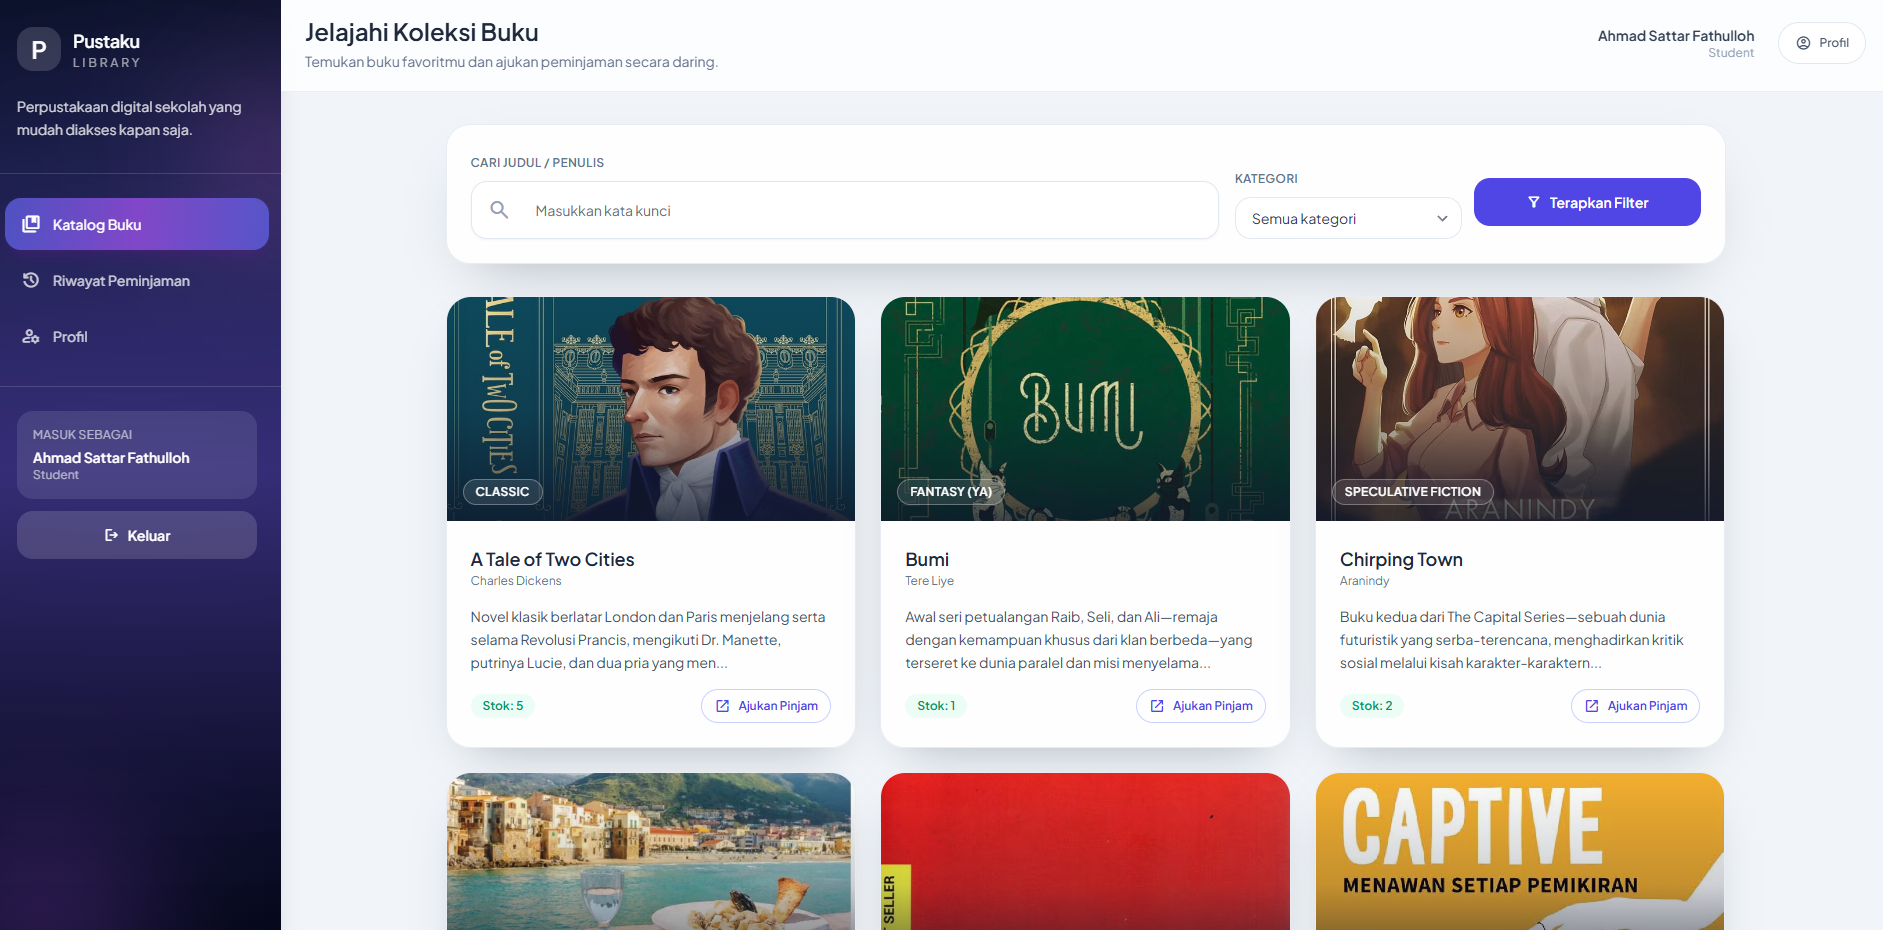 P
Pustaku
LIBRARY
Perpustakaan digital sekolah yang
mudah diakses kapan saja.
Katalog Buku
Riwayat Peminjaman
Profil
MASUK SEBAGAI
Ahmad Sattar Fathulloh
Student
Keluar
Jelajahi Koleksi Buku
Temukan buku favoritmu dan ajukan peminjaman secara daring.
Ahmad Sattar Fathulloh
Student
Profil
CARI JUDUL / PENULIS
Masukkan kata kunci
KATEGORI
Semua kategori
Terapkan Filter
ALE of TWO CITIES
CLASSIC
A Tale of Two Cities
Charles Dickens
Novel klasik berlatar London dan Paris menjelang serta
selama Revolusi Prancis, mengikuti Dr. Manette,
putrinya Lucie, dan dua pria yang men...
Stok: 5
Ajukan Pinjam
BUMI
FANTASY (YA)
Bumi
Tere Liye
Awal seri petualangan Raib, Seli, dan Ali—remaja
dengan kemampuan khusus dari klan berbeda—yang
terseret ke dunia paralel dan misi menyelama...
Stok: 1
Ajukan Pinjam
SPECULATIVE FICTION
ARANINDY
Chirping Town
Aranindy
Buku kedua dari The Capital Series—sebuah dunia
futuristik yang serba-terencana, menghadirkan kritik
sosial melalui kisah karakter-karaktern...
Stok: 2
Ajukan Pinjam
SELLER
CAPTIVE
MENAWAN SETIAP PEMIKIRAN